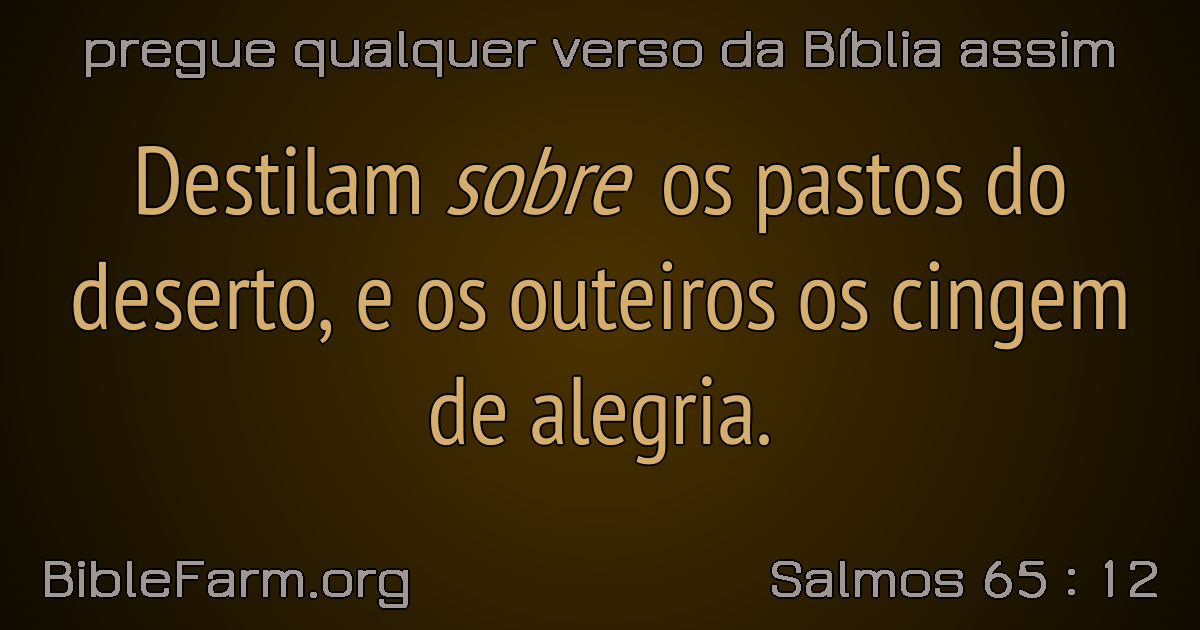 pregue qualquer verso da Bíblia assim
Destilam sobre os pastos do
deserto, e os outeiros os cingem
de alegria.
BibleFarm.org
Salmos 65 : 12